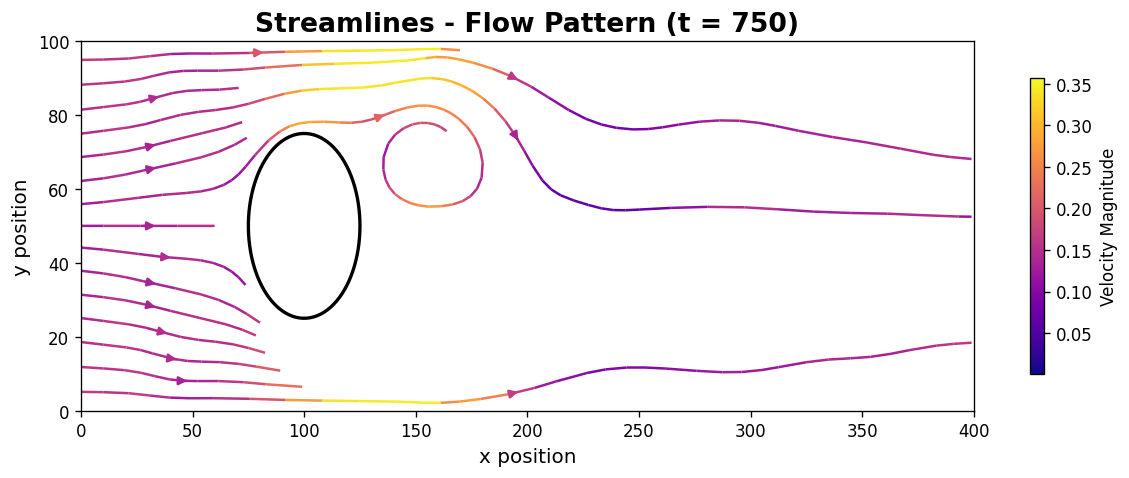 Streamlines - Flow Pattern (t = 750)
y position
100
80
60
40
20
0
0 50 100 150 200 250 300 350 400
x position
0.35
0.30
0.25
0.20
0.15
0.10
0.05
Velocity Magnitude